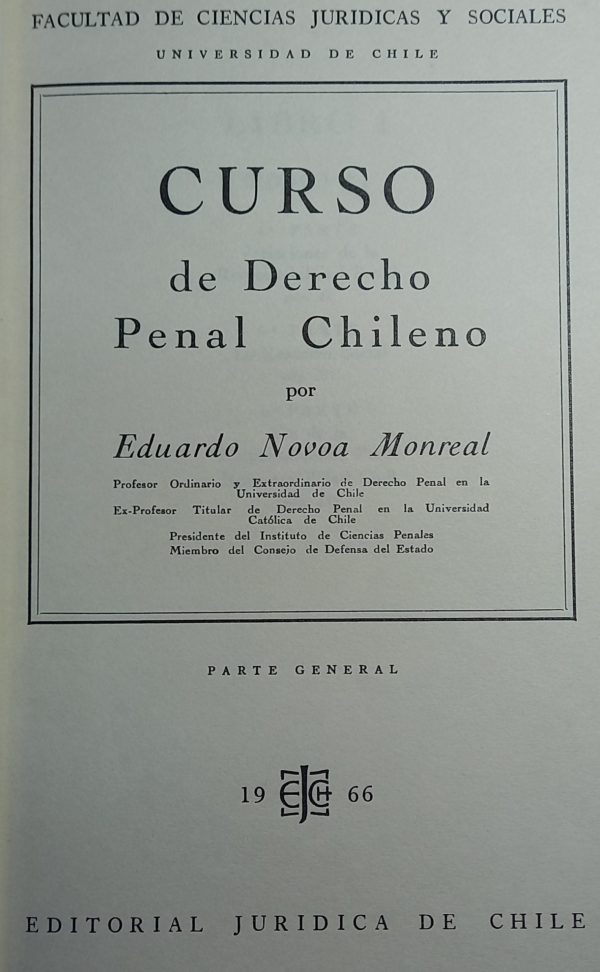 FACULTAD DE CIENCIAS JURIDICAS Y SOCIALES
UNIVERSIDAD DE CHILE
CURSO
de Derecho
Penal Chileno
por
Eduardo Novoa Monreal
Profesor Ordinario y Extraordinario de Derecho Penal en la
Universidad de Chile
Ex-Profesor Titular de Derecho Penal en la Universidad
Católica de Chile
Presidente del Instituto de Ciencias Penales
Miembro del Consejo de Defensa del Estado
PARTE GENERAL
19 EJCH 66
EDITORIAL JURIDICA DE CHILE